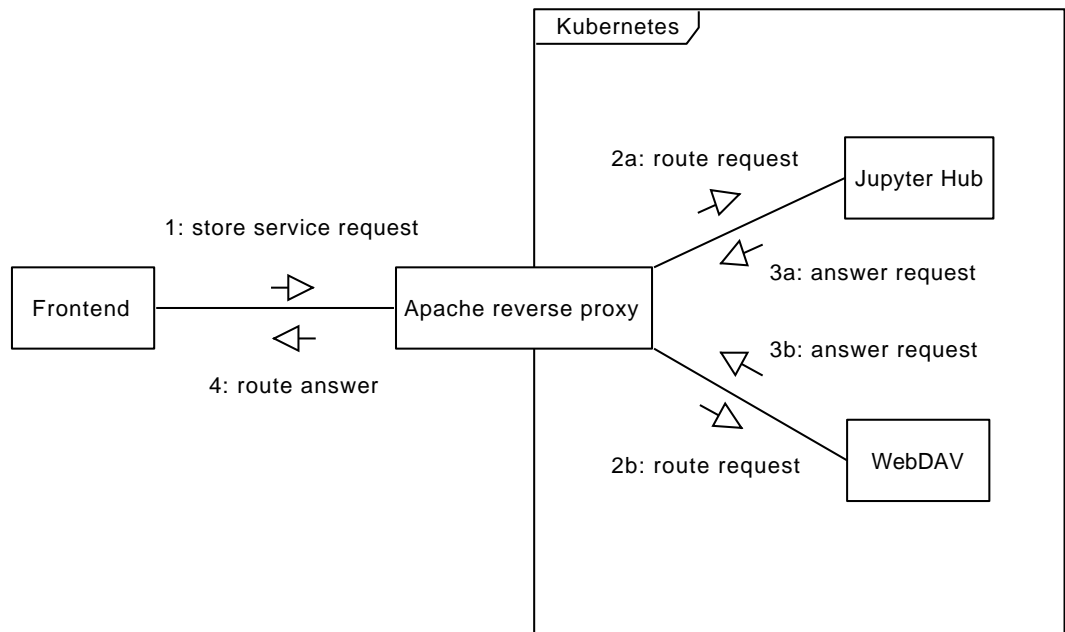 Kubernetes
2a: route request
Jupyter Hub
1: store service request
3a: answer request
Frontend
Apache reverse proxy
3b: answer request
4: route answer
2b: route request
WebDAV